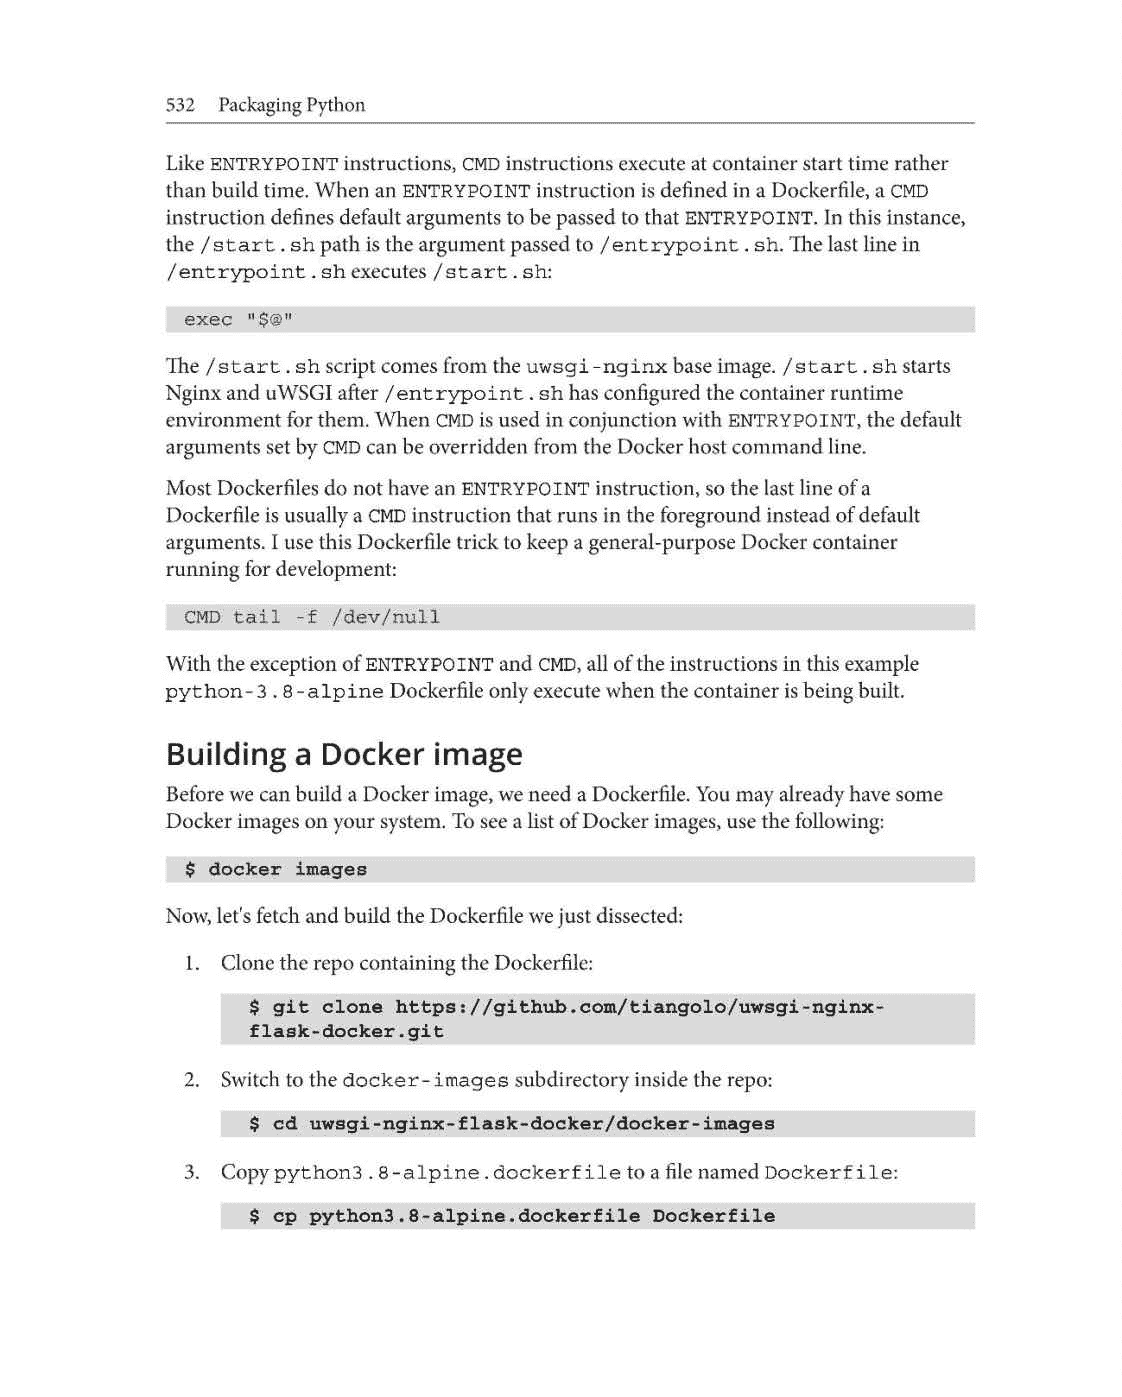 532 Packaging Python
Like ENTRYPOINT instructions, CMD instructions execute at container start time rather
than build time. When an ENTRYPOINT instruction is defined in a Dockerfile, a CMD
instruction defines default arguments to be passed to that ENTRYPOINT. In this instance,
the /start.sh path is the argument passed to /entrypoint.sh. The last line in
/entrypoint.sh executes /start.sh:
exec "$@"
The /start.sh script comes from the uwsgi-nginx base image. /start.sh starts
Nginx and uWSGI after /entrypoint.sh has configured the container runtime
environment for them. When CMD is used in conjunction with ENTRYPOINT, the default
arguments set by CMD can be overridden from the Docker host command line.
Most Dockerfiles do not have an ENTRYPOINT instruction, so the last line of a
Dockerfile is usually a CMD instruction that runs in the foreground instead of default
arguments. I use this Dockerfile trick to keep a general-purpose Docker container
running for development:
CMD tail -f /dev/null
With the exception of ENTRYPOINT and CMD, all of the instructions in this example
python-3.8-alpine Dockerfile only execute when the container is being built.
Building a Docker image
Before we can build a Docker image, we need a Dockerfile. You may already have some
Docker images on your system. To see a list of Docker images, use the following:
$ docker images
Now, let's fetch and build the Dockerfile we just dissected:
1. Clone the repo containing the Dockerfile:
$ git clone https://github.com/tiangolo/uwsgi-nginx-
flask-docker.git
2. Switch to the docker-images subdirectory inside the repo:
$ cd uwsgi-nginx-flask-docker/docker-images
3. Copy python3.8-alpine.dockerfile to a file named Dockerfile:
$ cp python3.8-alpine.dockerfile Dockerfile